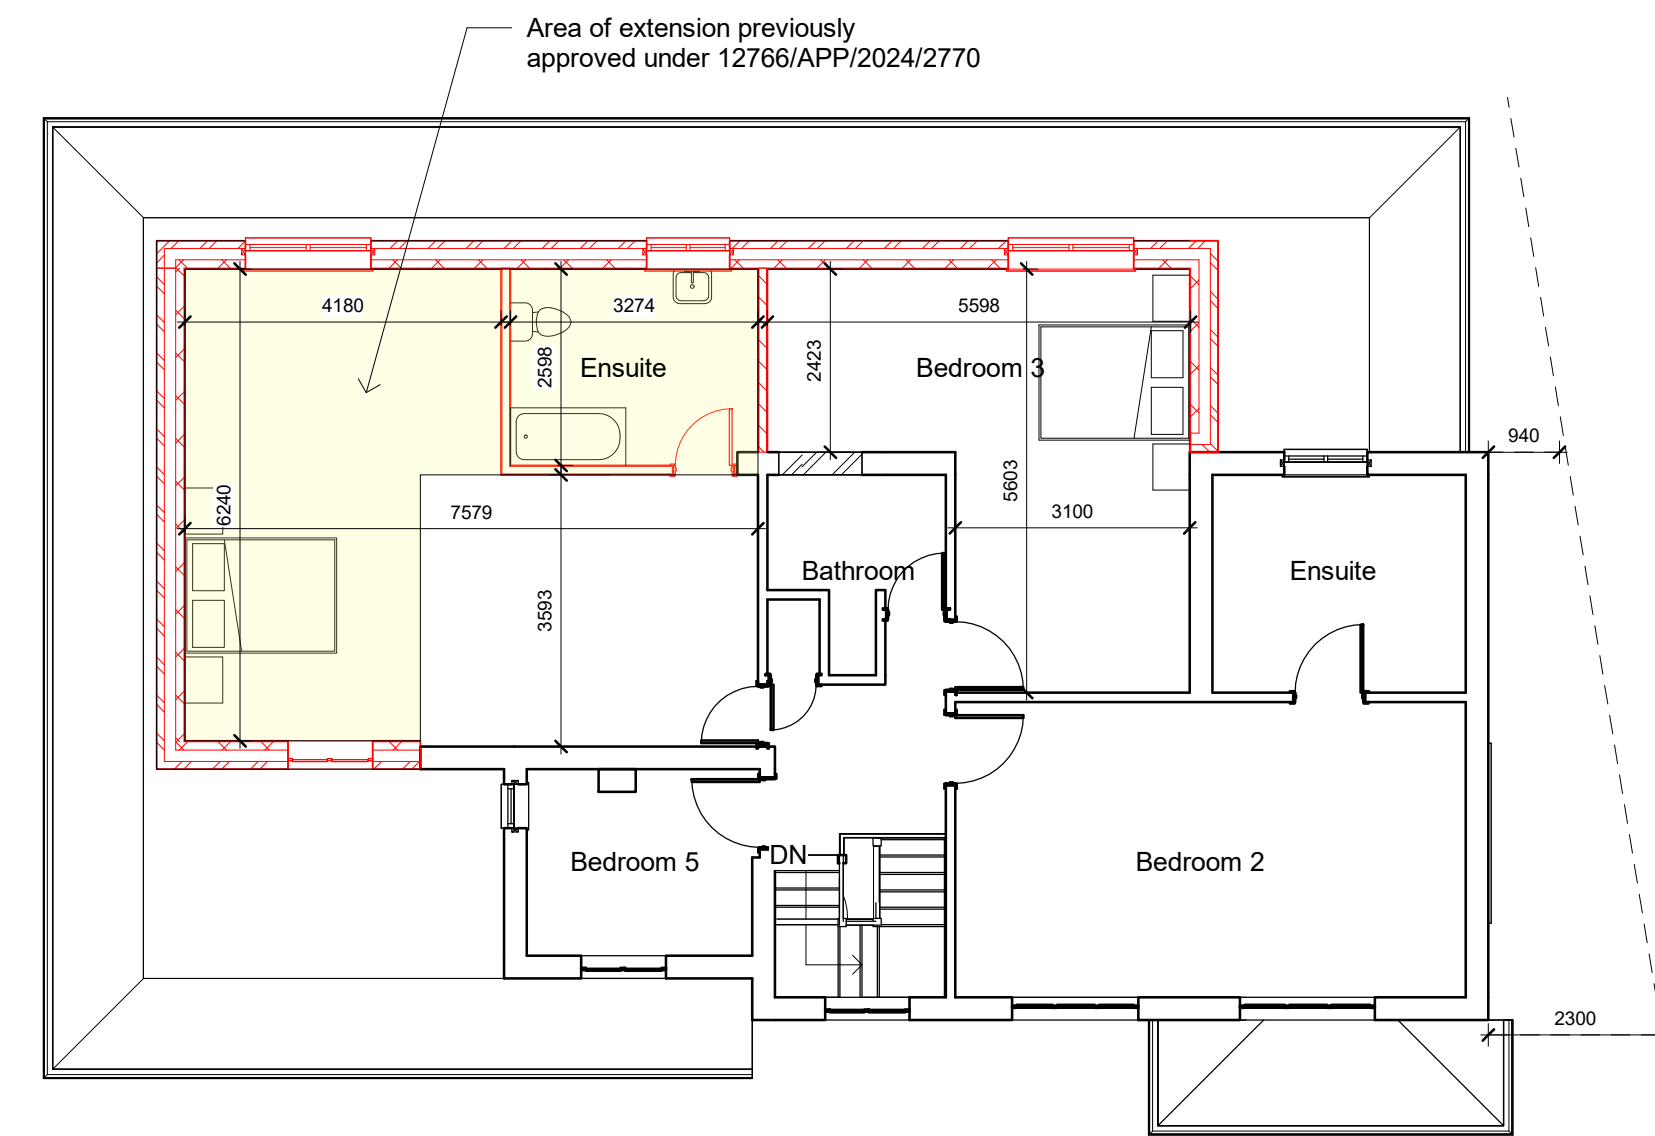 Area of extension previously
approved under 12766/APP/2024/2770
4180
3274
5598
2598
Ensuite
2423
Bedroom 3
940
6240
7579
5603
3100
Bathroom
Ensuite
3593
Bedroom 5
DN
Bedroom 2
2300